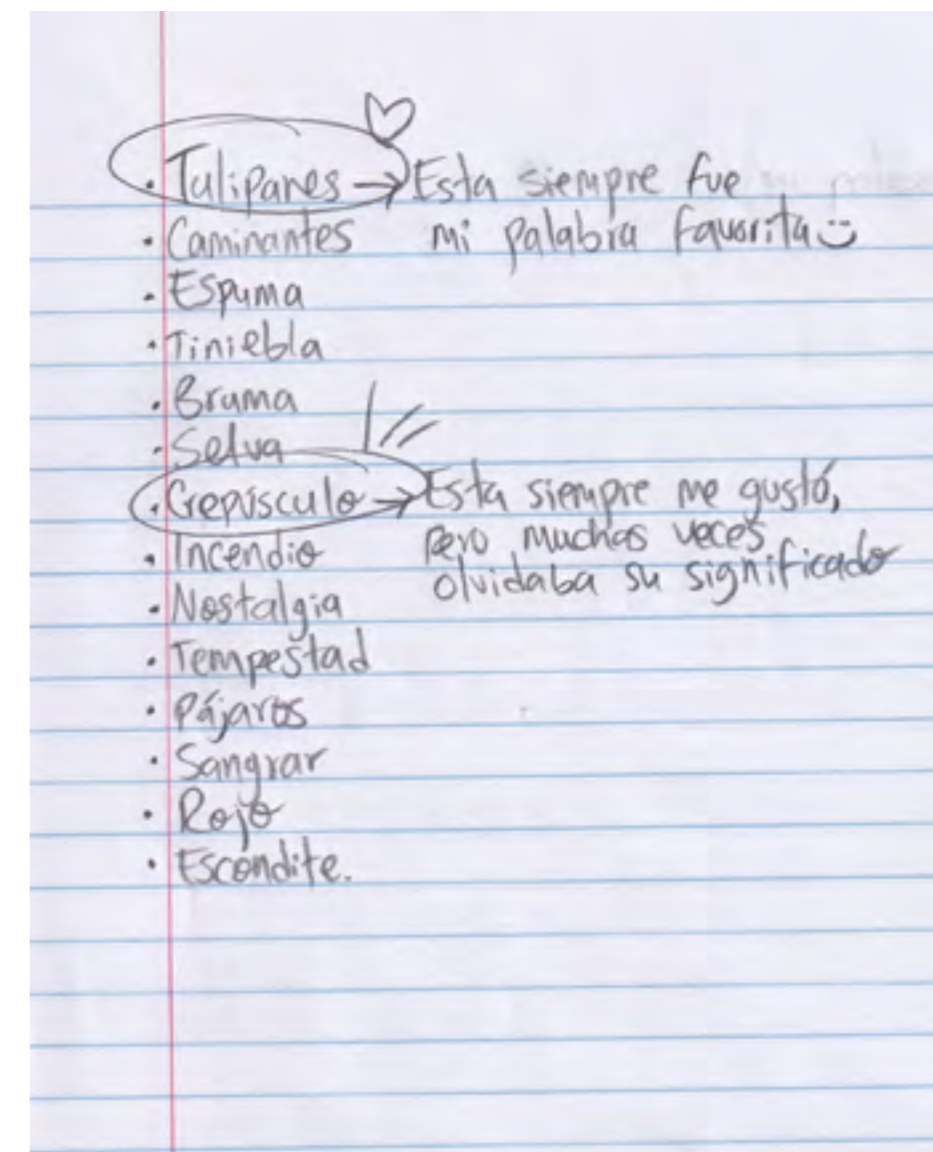 · Tulipanes → Esta siempre fue
· Caminantes mi palabra favorita
· Espuma
· Tiniebla
· Bruma
· Selva
· Crepúsculo → Esta siempre me gustó,
· Incendio pero muchas veces
olvidaba su significado
· Nostalgia
· Tempestad
· Pájaros
· Sangrar
· Rojo
· Escondite.